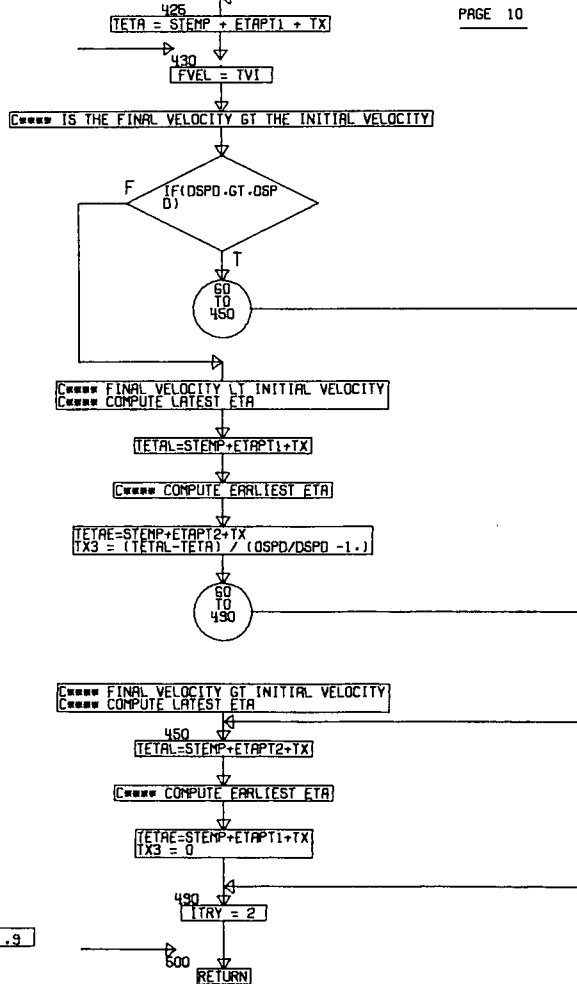 PAGE 10
425
TETA = STEMP + ETAPT1 + TX
430
FVEL = TVI
C**** IS THE FINAL VELOCITY GT THE INITIAL VELOCITY
F
IF(DSPD.GT.OSP
D)
T
GO
TO
450
C**** FINAL VELOCITY LT INITIAL VELOCITY
C**** COMPUTE LATEST ETA
TETAL=STEMP+ETAPT1+TX
C**** COMPUTE EARLIEST ETA
TETAE=STEMP+ETAPT2+TX
TX3 = (TETAL-TETA) / (OSPD/DSPD -1.)
GO
TO
490
C**** FINAL VELOCITY GT INITIAL VELOCITY
C**** COMPUTE LATEST ETA
450
TETAL=STEMP+ETAPT2+TX
C**** COMPUTE EARLIEST ETA
TETAE=STEMP+ETAPT1+TX
TX3 = 0
490
ITRY = 2
.9
500
RETURN